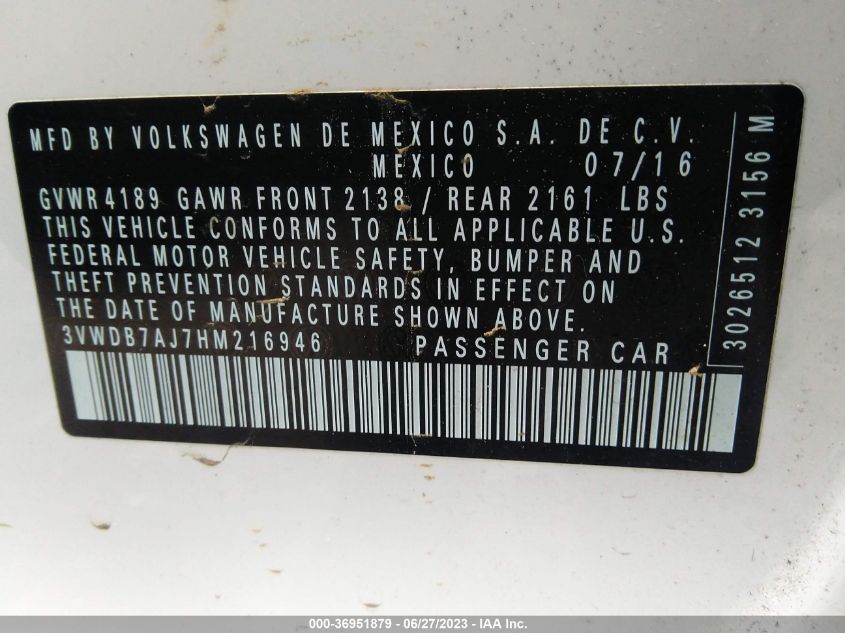 MFD BY VOLKSWAGEN DE MEXICO S.A. DE C.V.
MEXICO 07/16
GVWR 4189 GAWR FRONT 2138 / REAR 2161 LBS
THIS VEHICLE CONFORMS TO ALL APPLICABLE U.S.
FEDERAL MOTOR VEHICLE SAFETY, BUMPER AND
THEFT PREVENTION STANDARDS IN EFFECT ON
THE DATE OF MANUFACTURE SHOWN ABOVE.
3VWDB7AJ7HM216946 PASSENGER CAR
3026512 3156 M
000-36951879 - 06/27/2023 - IAA Inc.